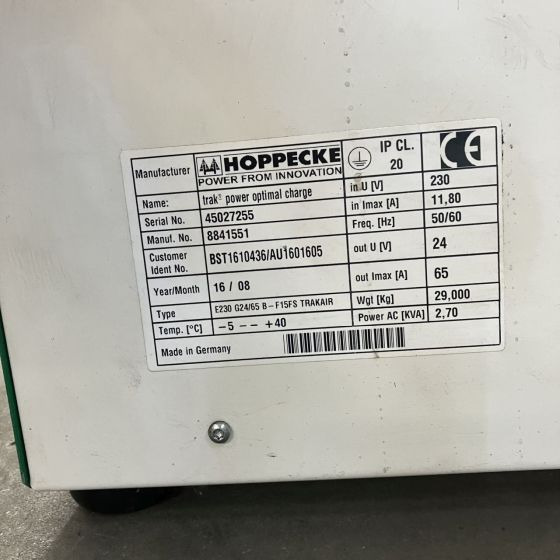 Manufacturer HOPPECKE
POWER FROM INNOVATION
IP CL.
20
CE
Name: trak power optimal charge
in U [V] 230
Serial No. 45027255
in Imax [A] 11,80
Manuf. No. 8841551
Freq. [Hz] 50/60
Customer
Ident No. BST1610436/AU1601605
out U [V] 24
Year/Month 16 / 08
out Imax [A] 65
Type E230 G24/65 B-F15FS TRAKAIR
Wgt [Kg] 29,000
Temp. [°C] -5 -- +40
Power AC [KVA] 2,70
Made in Germany